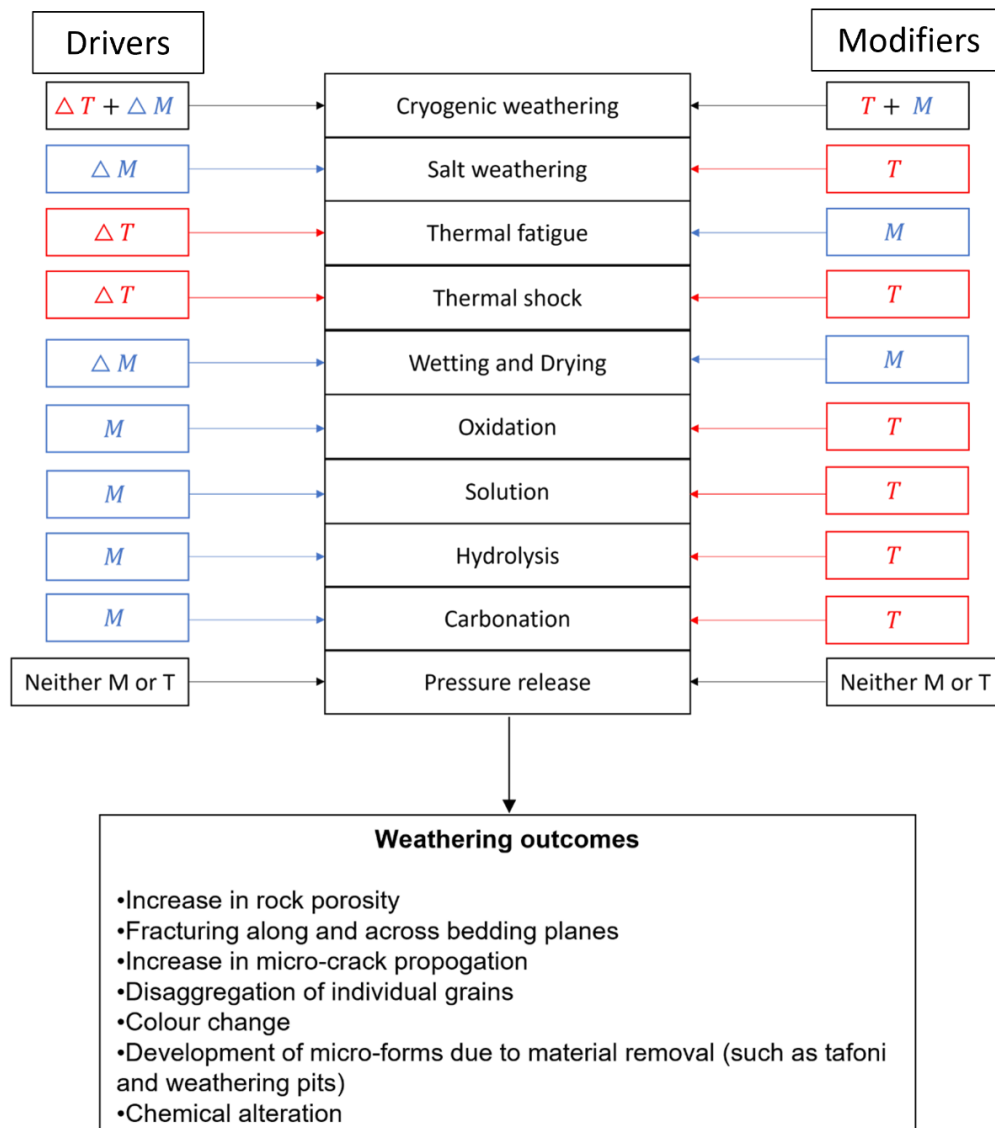 Drivers
Modifiers
△ T + △ M
Cryogenic weathering
T + M
△ M
Salt weathering
T
△ T
Thermal fatigue
M
△ T
Thermal shock
T
△ M
Wetting and Drying
M
M
Oxidation
T
M
Solution
T
M
Hydrolysis
T
M
Carbonation
T
Neither M or T
Pressure release
Neither M or T
Weathering outcomes
•Increase in rock porosity
•Fracturing along and across bedding planes
•Increase in micro-crack propogation
•Disaggregation of individual grains
•Colour change
•Development of micro-forms due to material removal (such as tafoni
and weathering pits)
•Chemical alteration